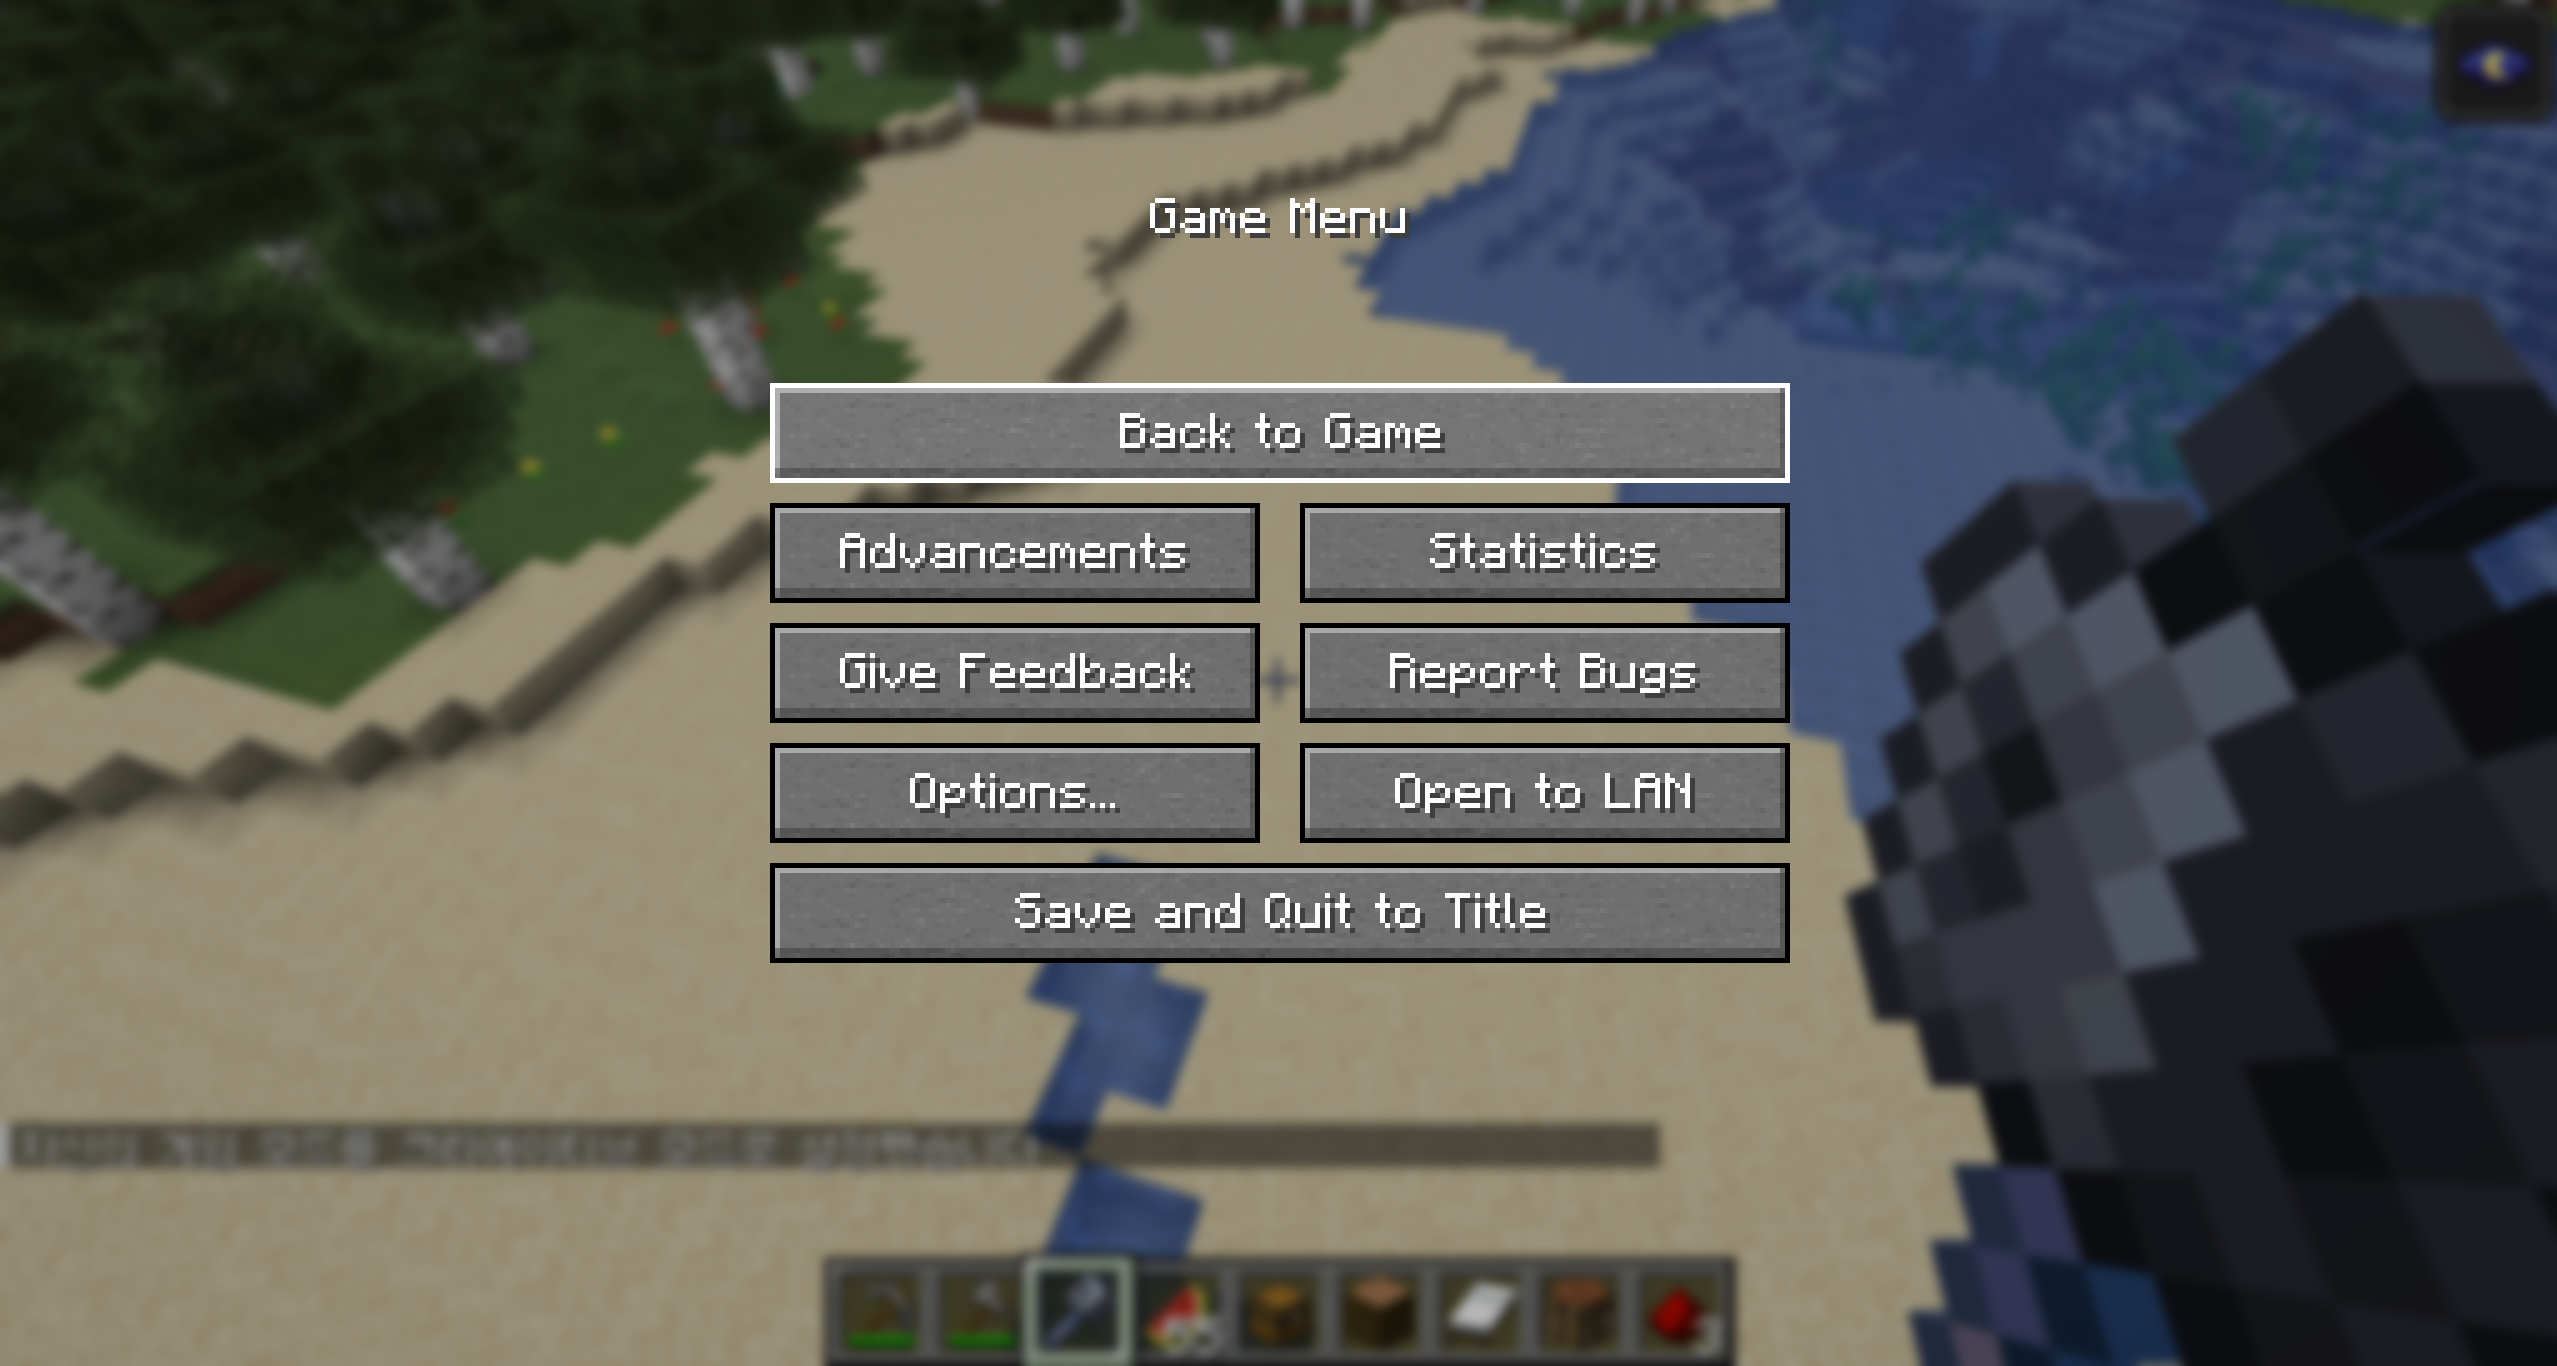 Game Menu
Back to Game
Advancements
Statistics
Give Feedback
Report Bugs
Options...
Open to LAN
Save and Quit to Title